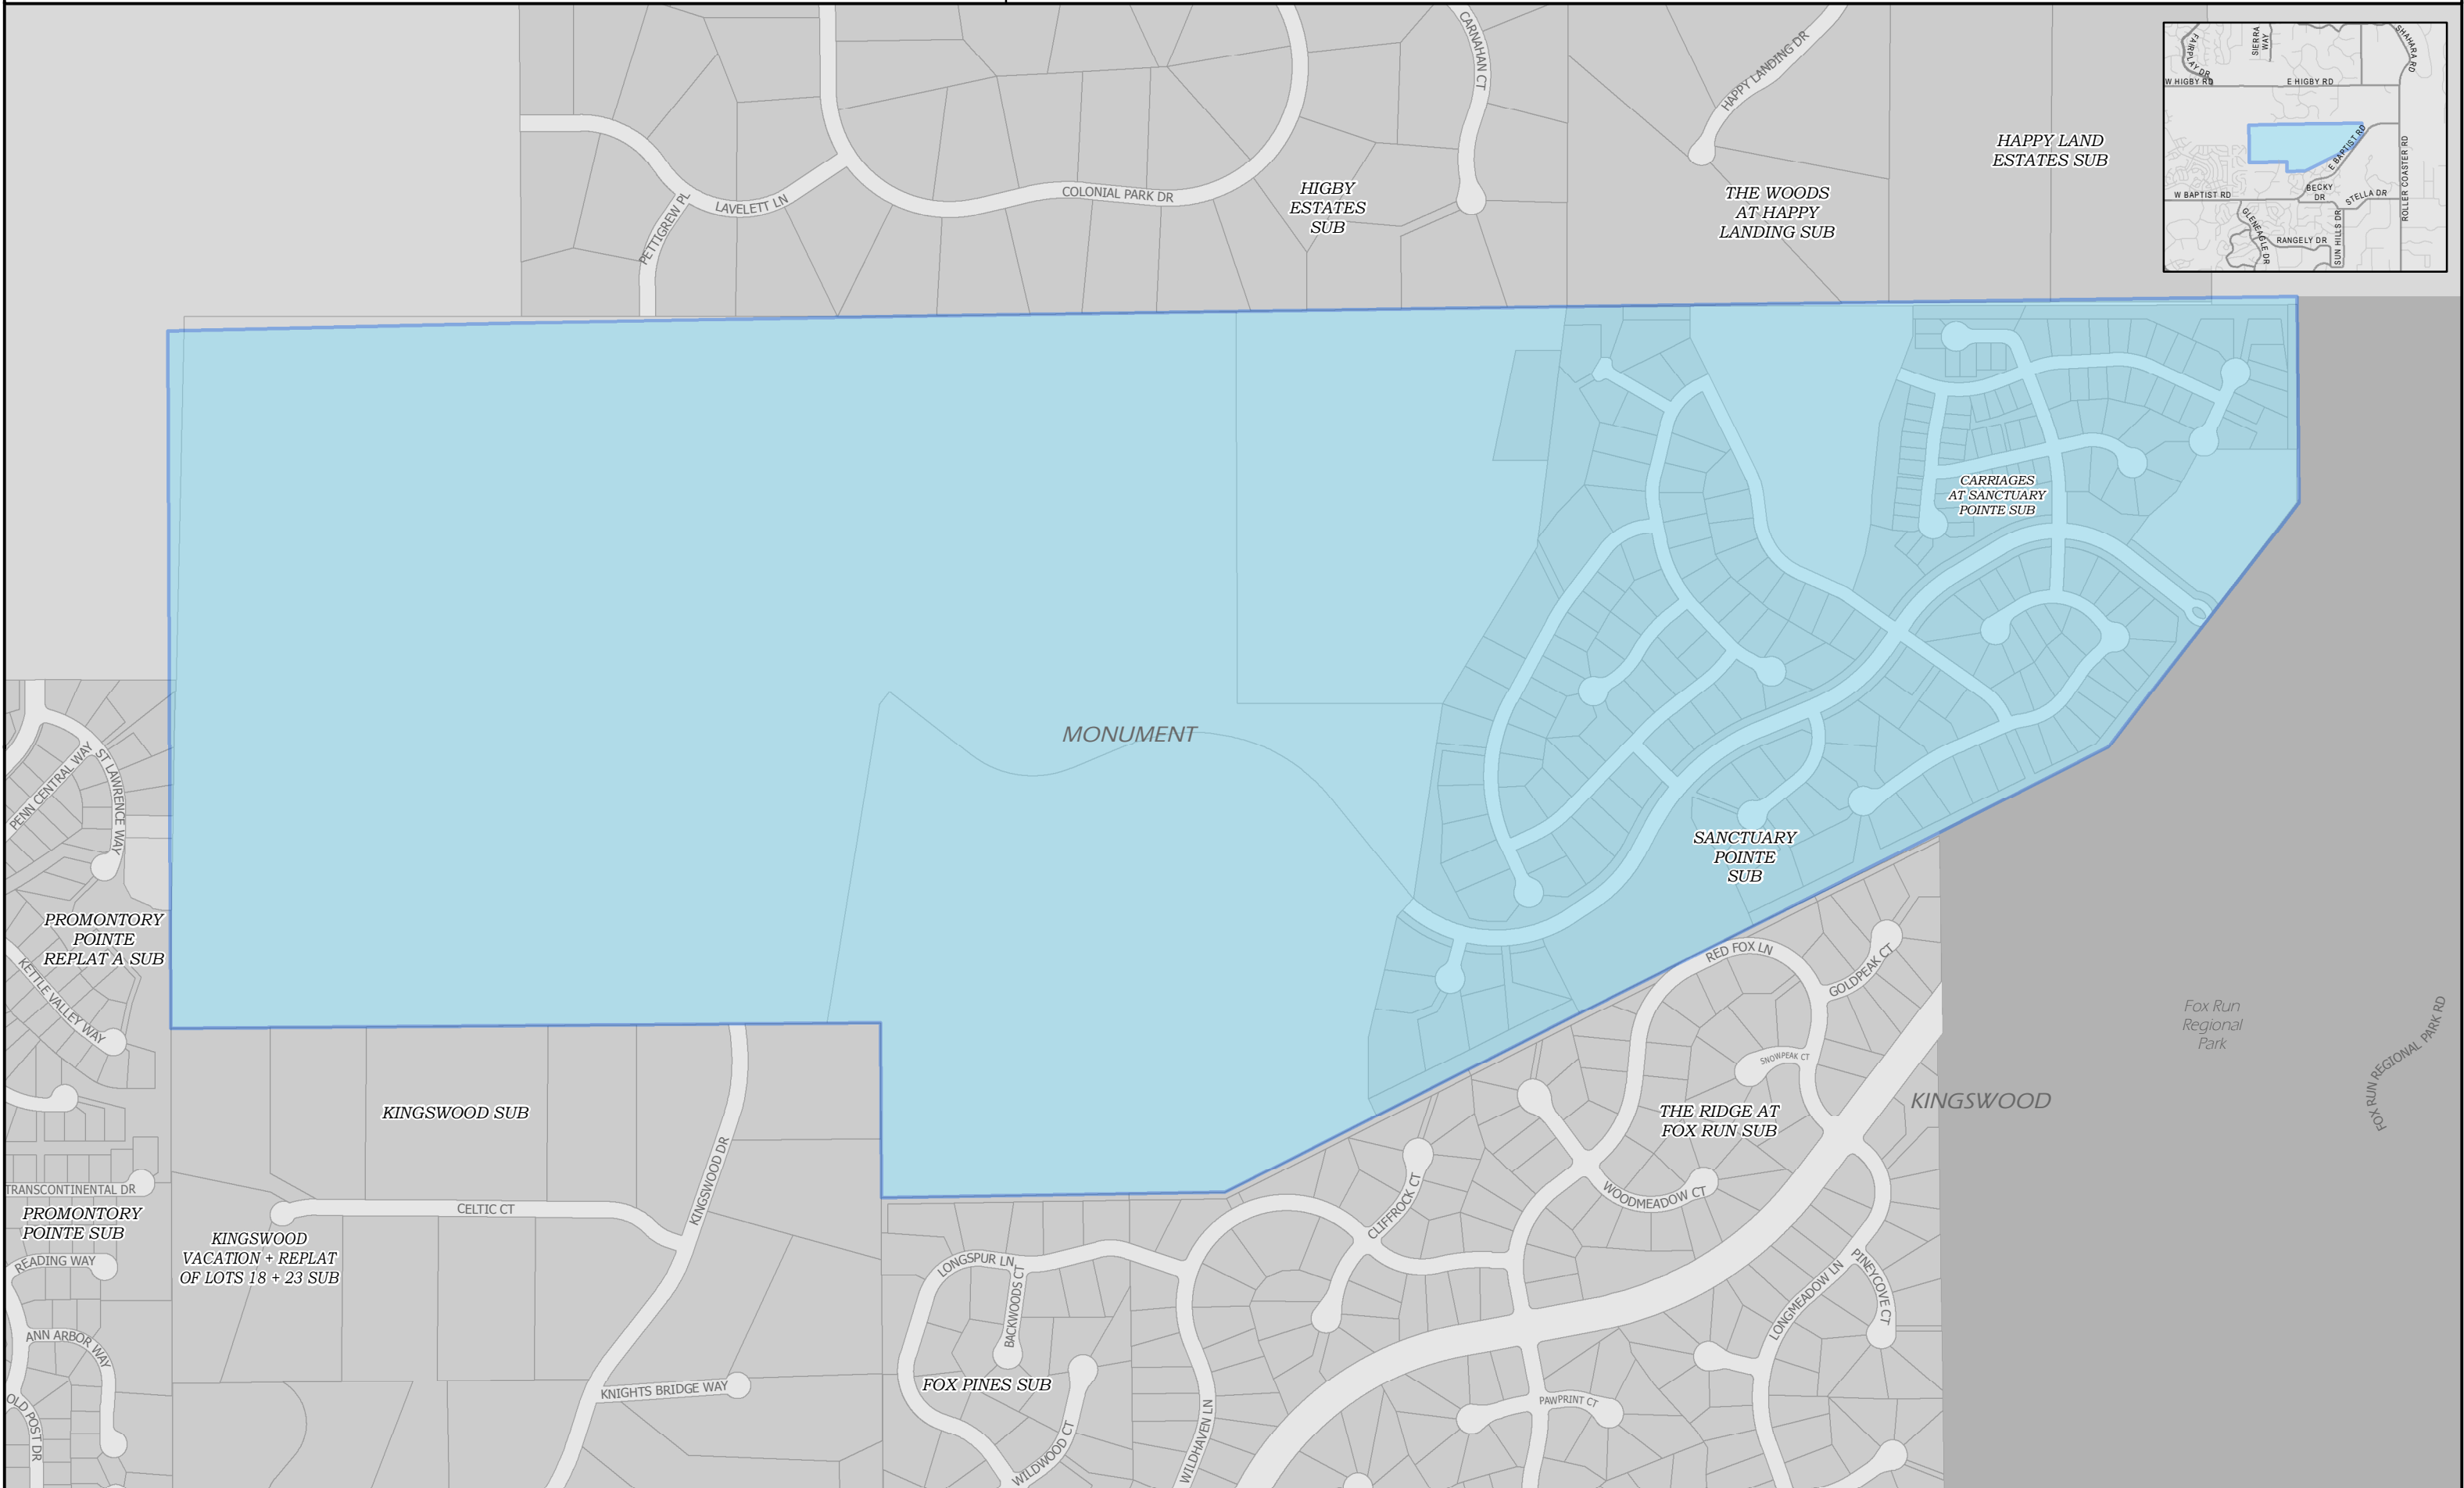 CARNAHAN CT
HAPPY LANDING DR
HAPPY LAND
ESTATES SUB
HIGBY
ESTATES
SUB
THE WOODS
AT HAPPY
LANDING SUB
COLONIAL PARK DR
LAVELETT LN
PETTIGREW PL
FAIRPLAY DR
SIERRA
WAY
SHAHARA RD
W HIGBY RD
E HIGBY RD
E BAPTIST RD
ROLLER COASTER RD
W BAPTIST RD
BECKY
DR
STELLA DR
GLENEAGLE DR
RANGELY DR
SUN HILLS DR
CARRIAGES
AT SANCTUARY
POINTE SUB
MONUMENT
SANCTUARY
POINTE
SUB
PENN CENTRAL WAY
ST LAWRENCE WAY
PROMONTORY
POINTE
REPLAT A SUB
KETTLE VALLEY WAY
RED FOX LN
GOLDPEAK CT
SNOWPEAK CT
Fox Run
Regional
Park
FOX RUN REGIONAL PARK RD
KINGSWOOD
THE RIDGE AT
FOX RUN SUB
KINGSWOOD SUB
KINGSWOOD DR
TRANSCONTINENTAL DR
PROMONTORY
POINTE SUB
CELTIC CT
KINGSWOOD
VACATION + REPLAT
OF LOTS 18 + 23 SUB
READING WAY
WOODMEADOW CT
CLIFFROCK CT
LONGSPUR LN
BACKWOODS CT
PINEYCOVE CT
LONGMEADOW LN
ANN ARBOR WAY
FOX PINES SUB
KNIGHTS BRIDGE WAY
PAWPRINT CT
OLD POST DR
WILDWOOD CT
WILDHAVEN LN